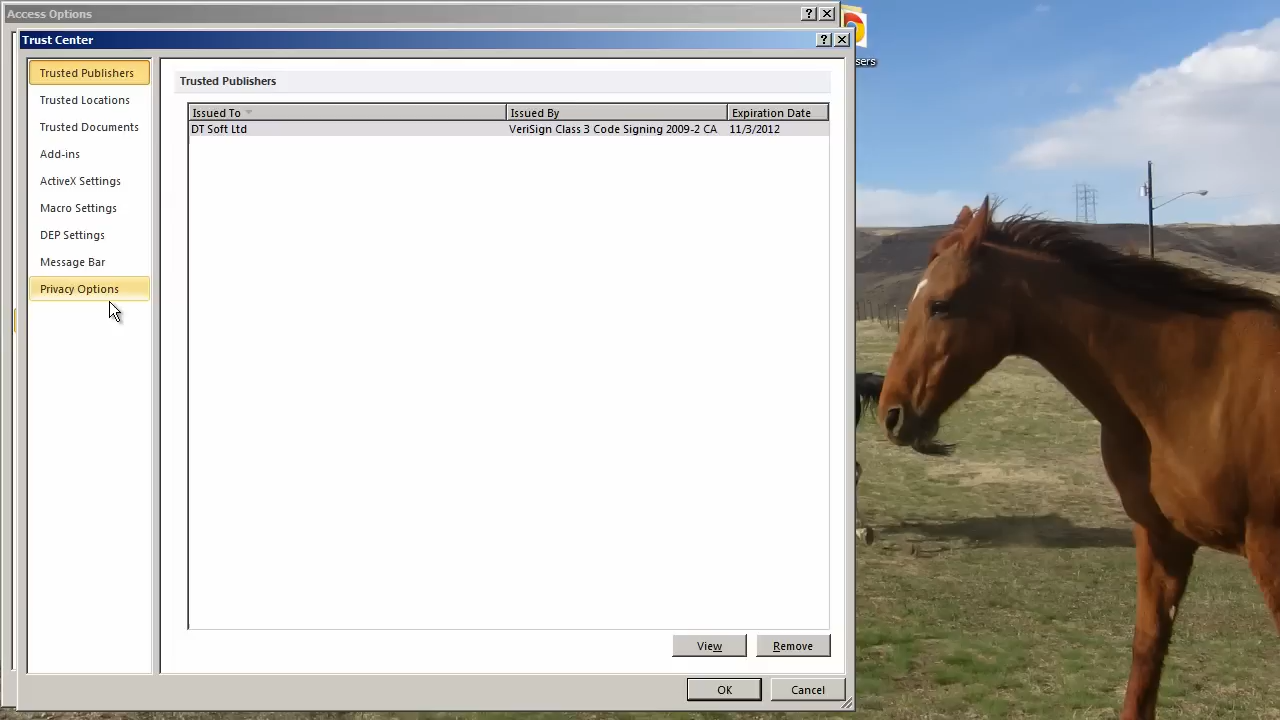 Access Options
Trust Center
sers
Trusted Publishers
Trusted Locations
Trusted Documents
Add-ins
ActiveX Settings
Macro Settings
DEP Settings
Message Bar
Privacy Options
Trusted Publishers
Issued To Issued By Expiration Date
DT Soft Ltd VeriSign Class 3 Code Signing 2009-2 CA 11/3/2012
View Remove
OK Cancel